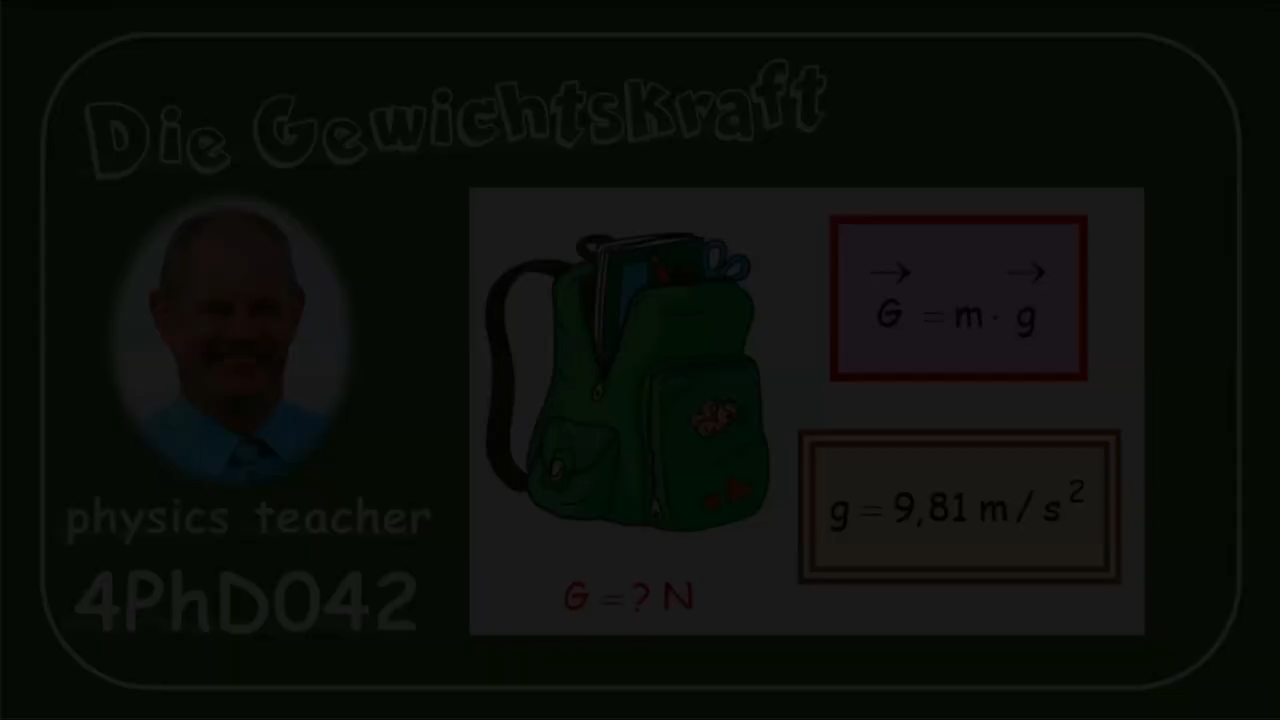 Die Gewichtskraft
physics teacher
4PhD042
G⃗ = m · g⃗
g = 9,81 m / s²
G = ? N